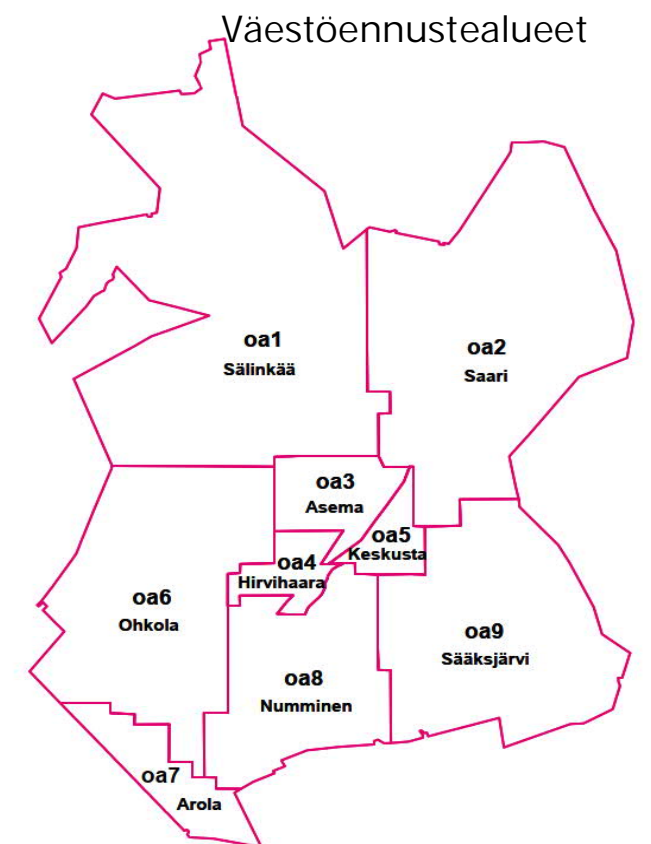 Väestöennustealueet
oa1
Sälinkää
oa2
Saari
oa3
Asema
oa5
Keskusta
oa4
Hirvihaara
oa6
Ohkola
oa9
Sääksjärvi
oa8
Numminen
oa7
Arola